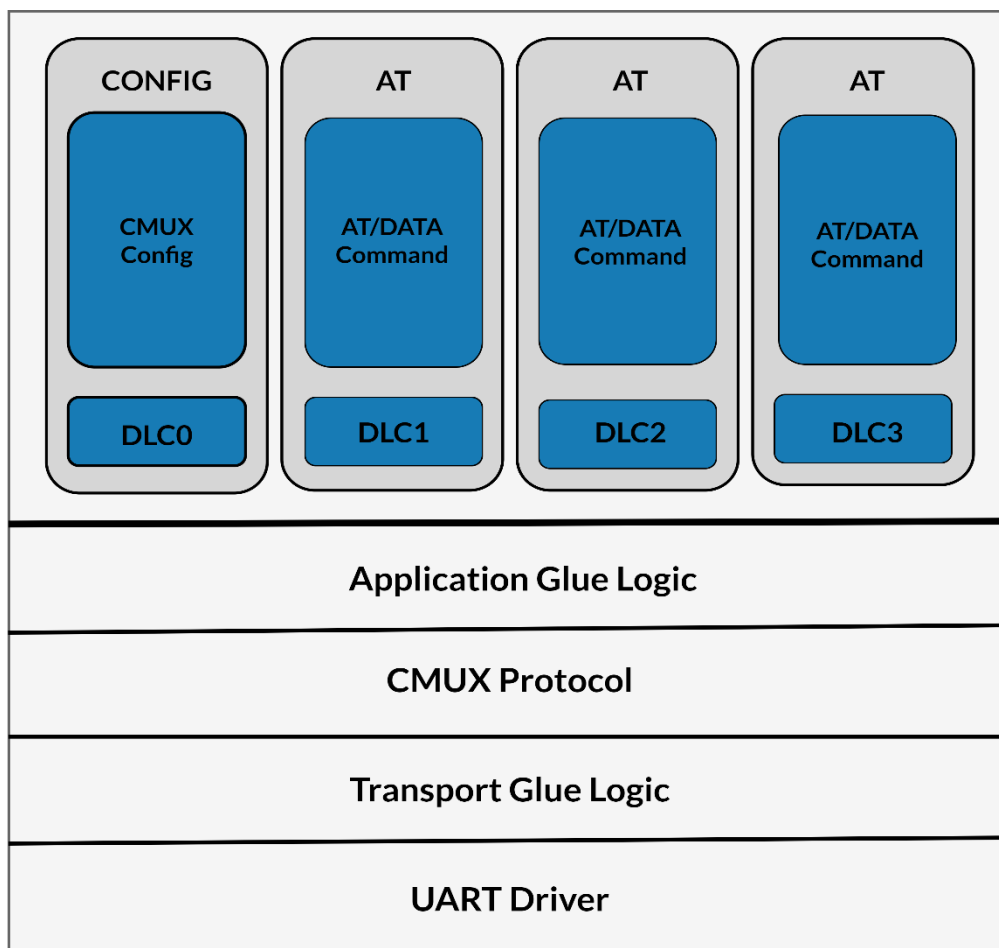 CONFIG
CMUX
Config
DLC0
AT
AT/DATA
Command
DLC1
AT
AT/DATA
Command
DLC2
AT
AT/DATA
Command
DLC3
Application Glue Logic
CMUX Protocol
Transport Glue Logic
UART Driver